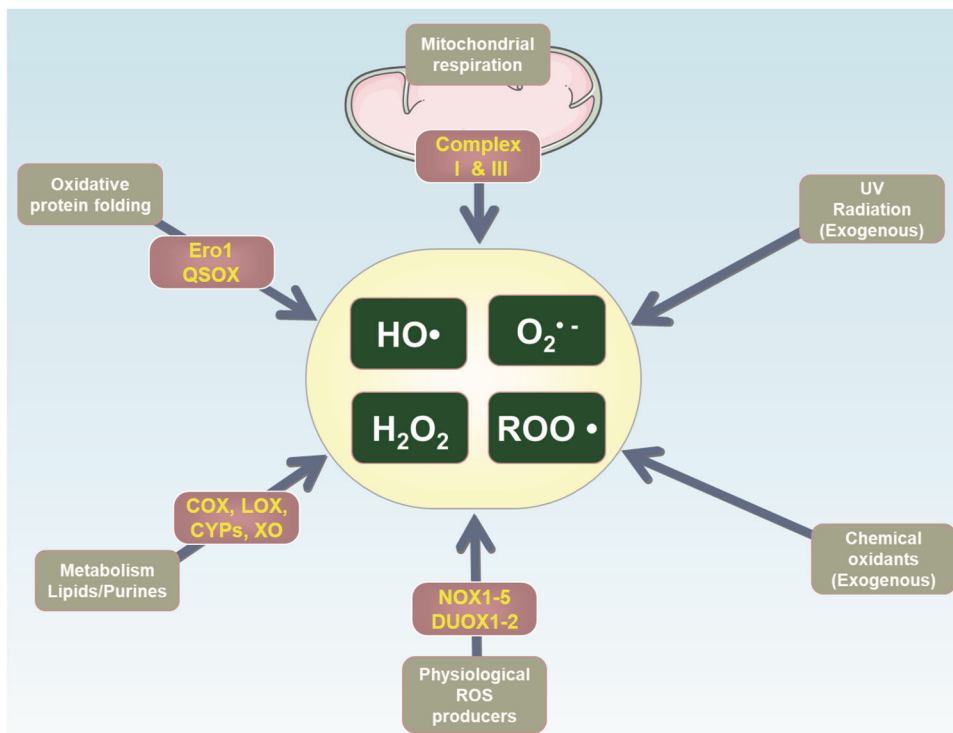 Mitochondrial
respiration
Complex
I & III
Oxidative
protein folding
Ero1
QSOX
UV
Radiation
(Exogenous)
HO•
O₂•-
H₂O₂
ROO •
COX, LOX,
CYPs, XO
Metabolism
Lipids/Purines
NOX1-5
DUOX1-2
Physiological
ROS
producers
Chemical
oxidants
(Exogenous)